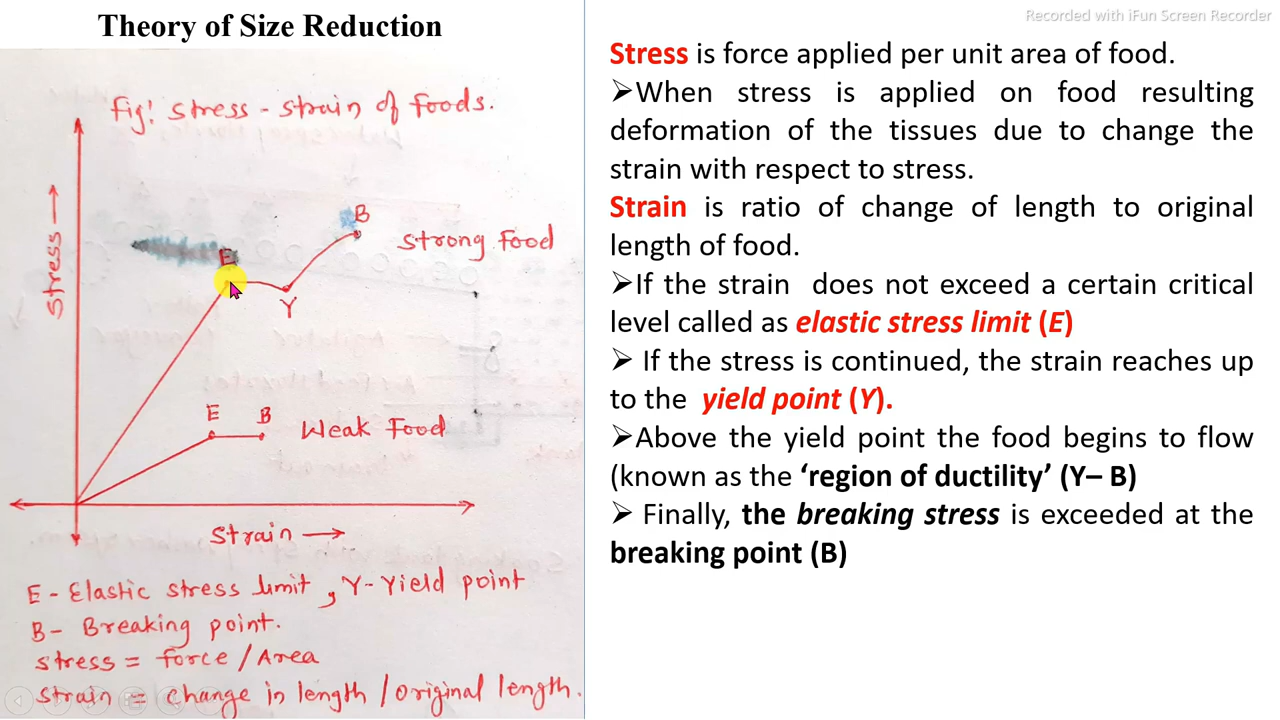 Theory of Size Reduction
Recorded with iFun Screen Recorder
Fig! Stress - Strain of Foods.
Stress →
B
Strong Food
E
Y
E
B
Weak Food
Strain →
E - Elastic stress limit, Y- Yield point
B- Breaking point.
Stress = force / Area
Strain = change in length / original length.
Stress is force applied per unit area of food.
➢When stress is applied on food resulting
deformation of the tissues due to change the
strain with respect to stress.
Strain is ratio of change of length to original
length of food.
➢If the strain does not exceed a certain critical
level called as elastic stress limit (E)
➢ If the stress is continued, the strain reaches up
to the yield point (Y).
➢Above the yield point the food begins to flow
(known as the ‘region of ductility’ (Y– B)
➢ Finally, the breaking stress is exceeded at the
breaking point (B)